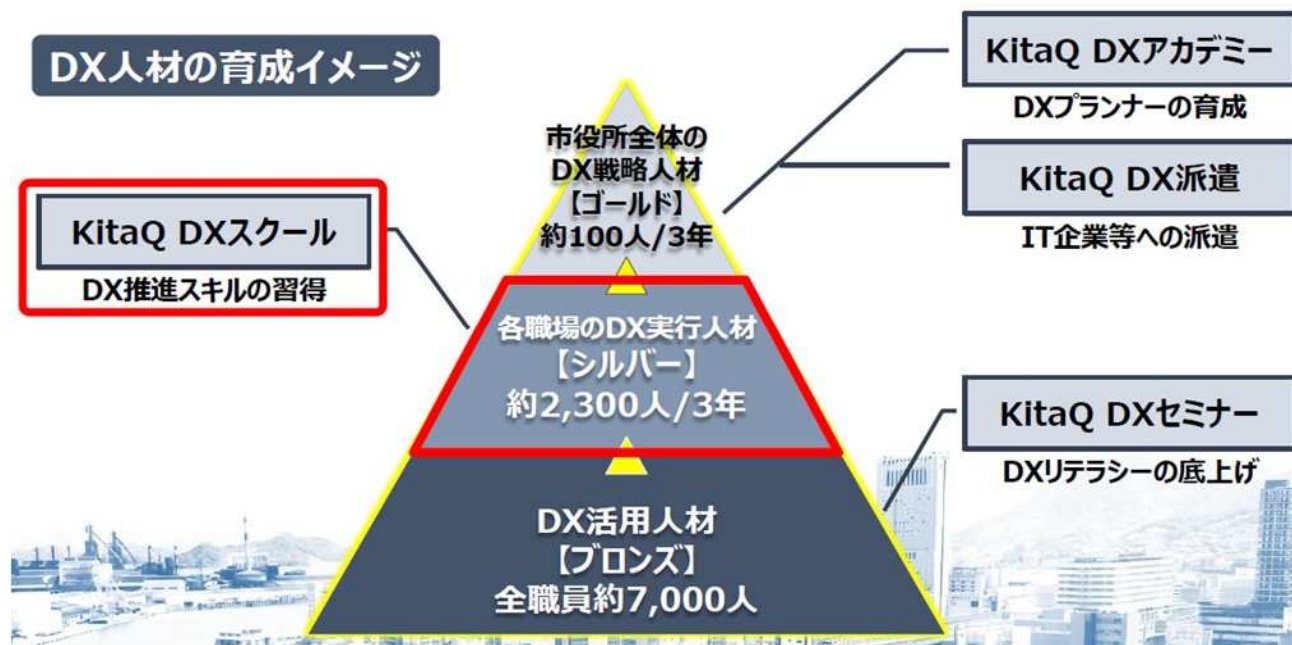 DX人材の育成イメージ
KitaQ DXアカデミー
DXプランナーの育成
KitaQ DX派遣
IT企業等への派遣
市役所全体の
DX戦略人材
【ゴールド】
約100人/3年
KitaQ DXスクール
DX推進スキルの習得
各職場のDX実行人材
【シルバー】
約2,300人/3年
KitaQ DXセミナー
DXリテラシーの底上げ
DX活用人材
【ブロンズ】
全職員約7,000人